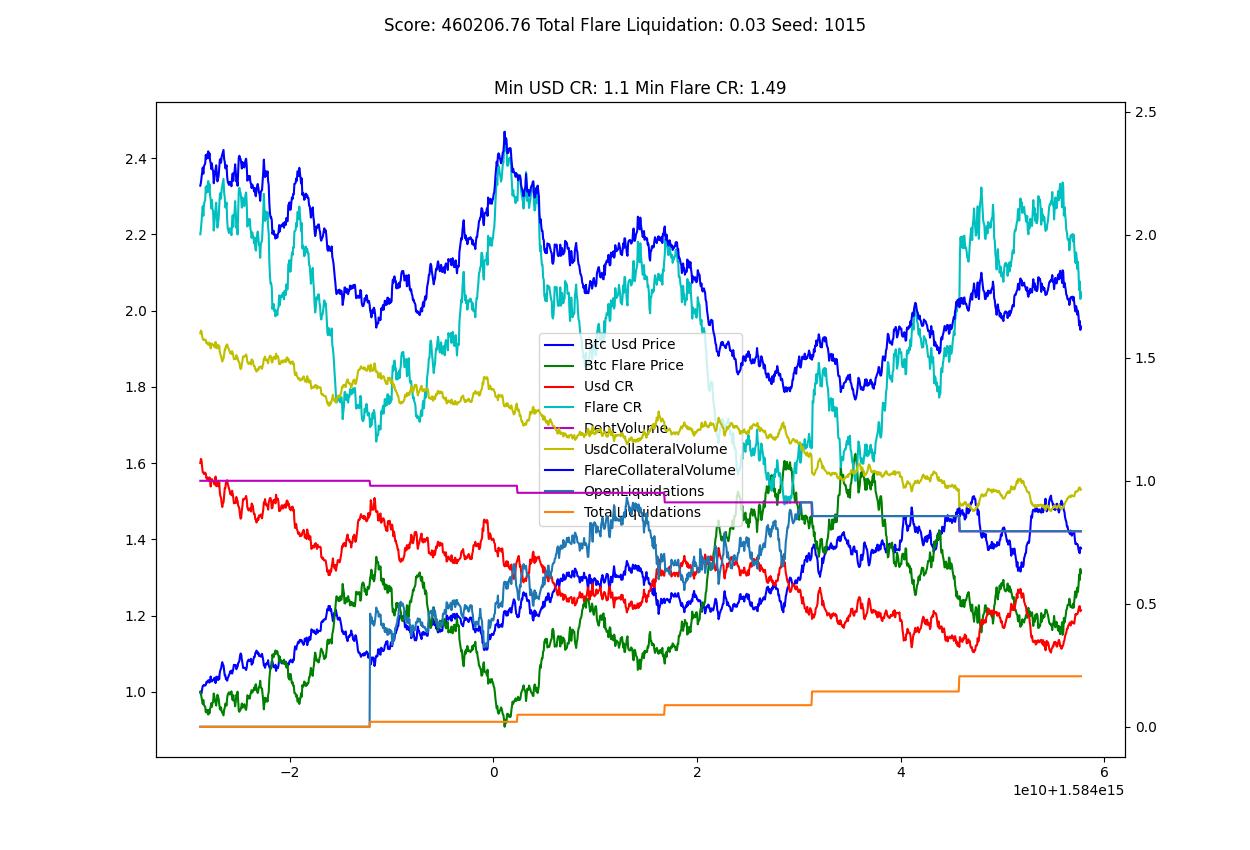 Score: 460206.76 Total Flare Liquidation: 0.03 Seed: 1015
Min USD CR: 1.1 Min Flare CR: 1.49
2.4
2.2
2.0
1.8
1.6
1.4
1.2
1.0
2.5
2.0
1.5
1.0
0.5
0.0
Btc Usd Price
Btc Flare Price
Usd CR
Flare CR
DebtVolume
UsdCollateralVolume
FlareCollateralVolume
OpenLiquidations
TotalLiquidations
−2
0
2
4
6
1e10+1.584e15